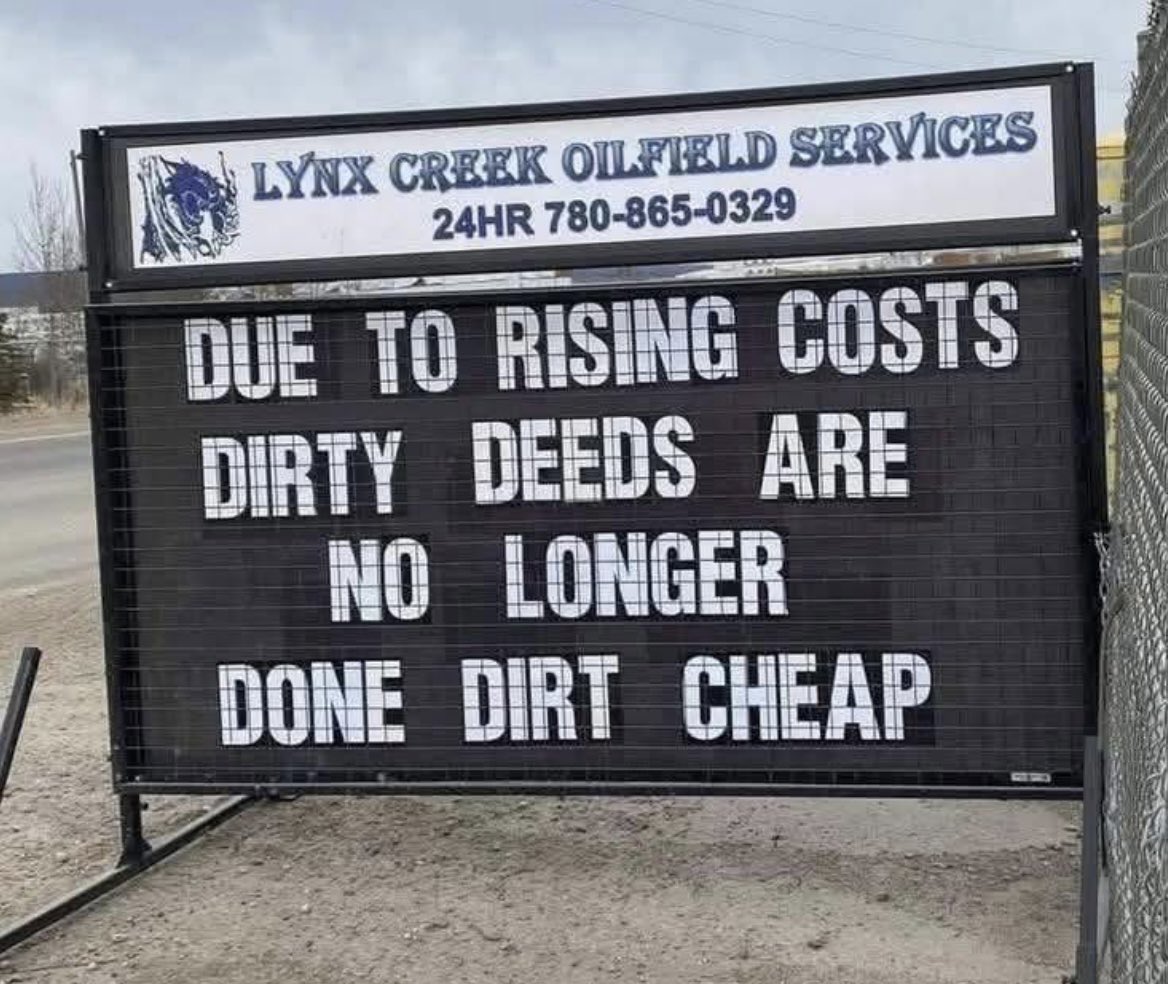 LYNX CREEK OILFIELD SERVICES
24HR 780-865-0329
DUE TO RISING COSTS
DIRTY DEEDS ARE
NO LONGER
DONE DIRT CHEAP